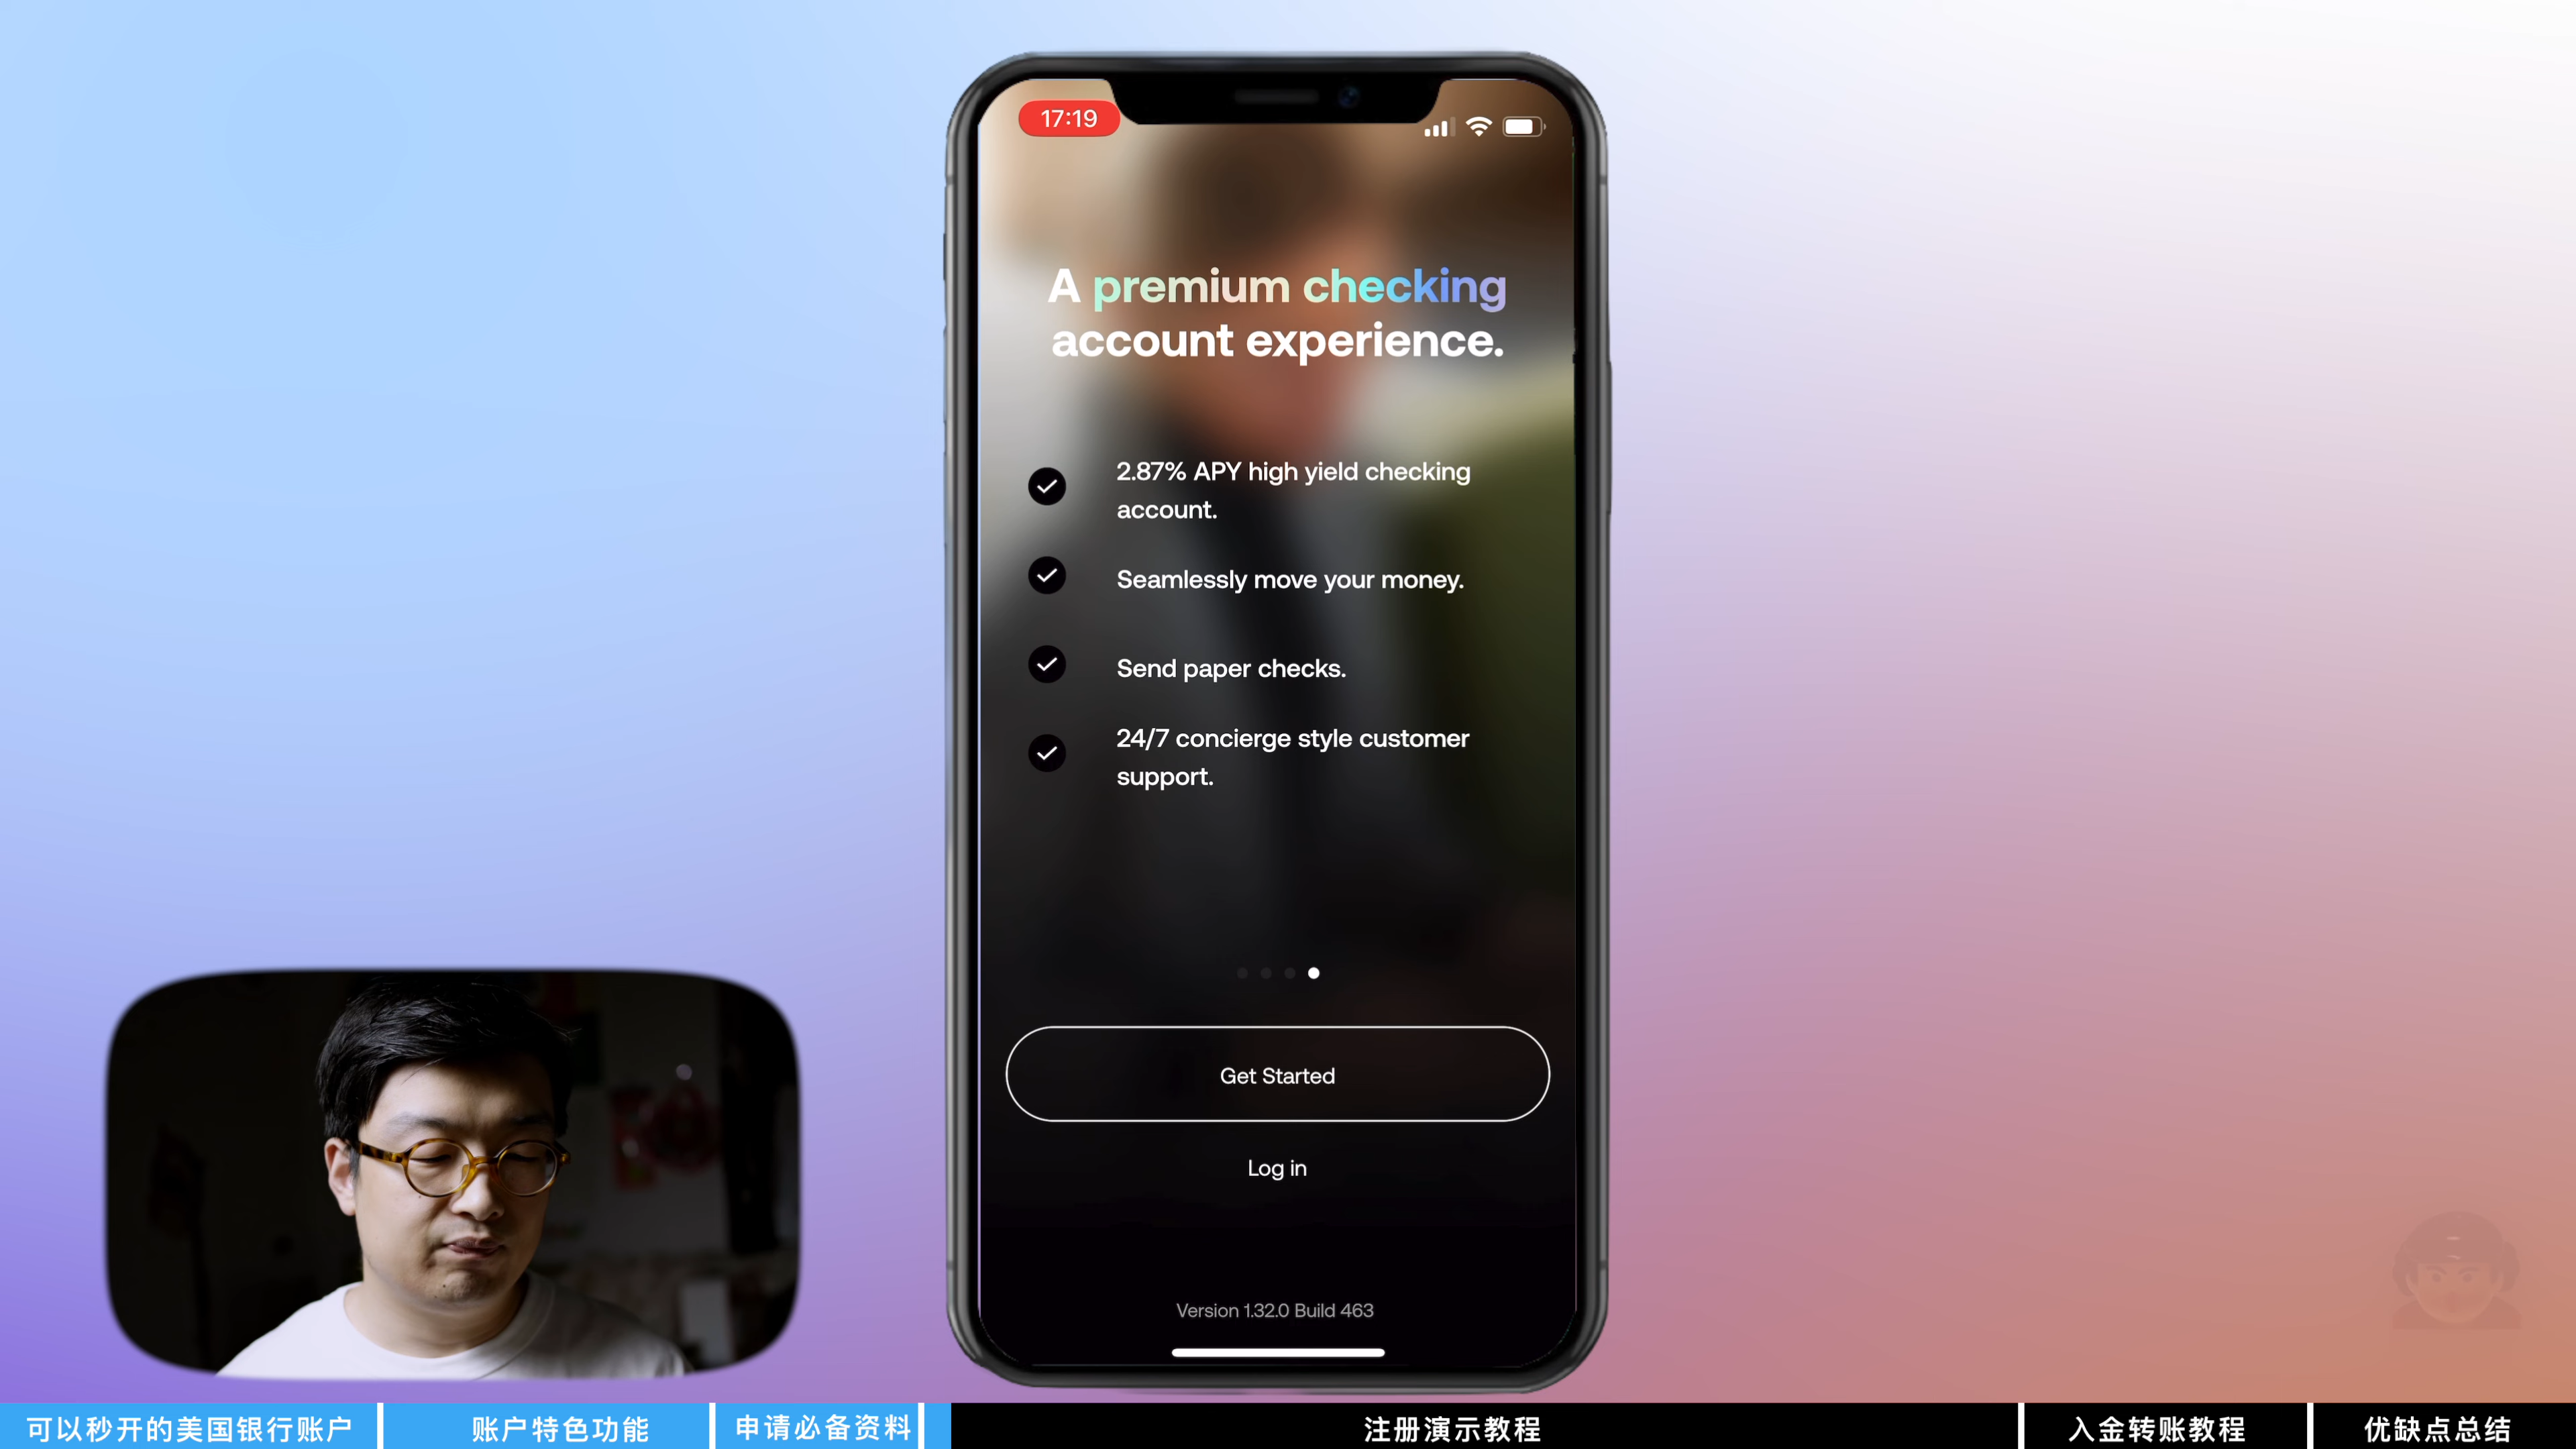 17:19
A premium checking
account experience.
2.87% APY high yield checking
account.
Seamlessly move your money.
Send paper checks.
24/7 concierge style customer
support.
Get Started
Log in
Version 1.32.0 Build 463
可以秒开的美国银行账户
账户特色功能
申请必备资料
注册演示教程
入金转账教程
优缺点总结